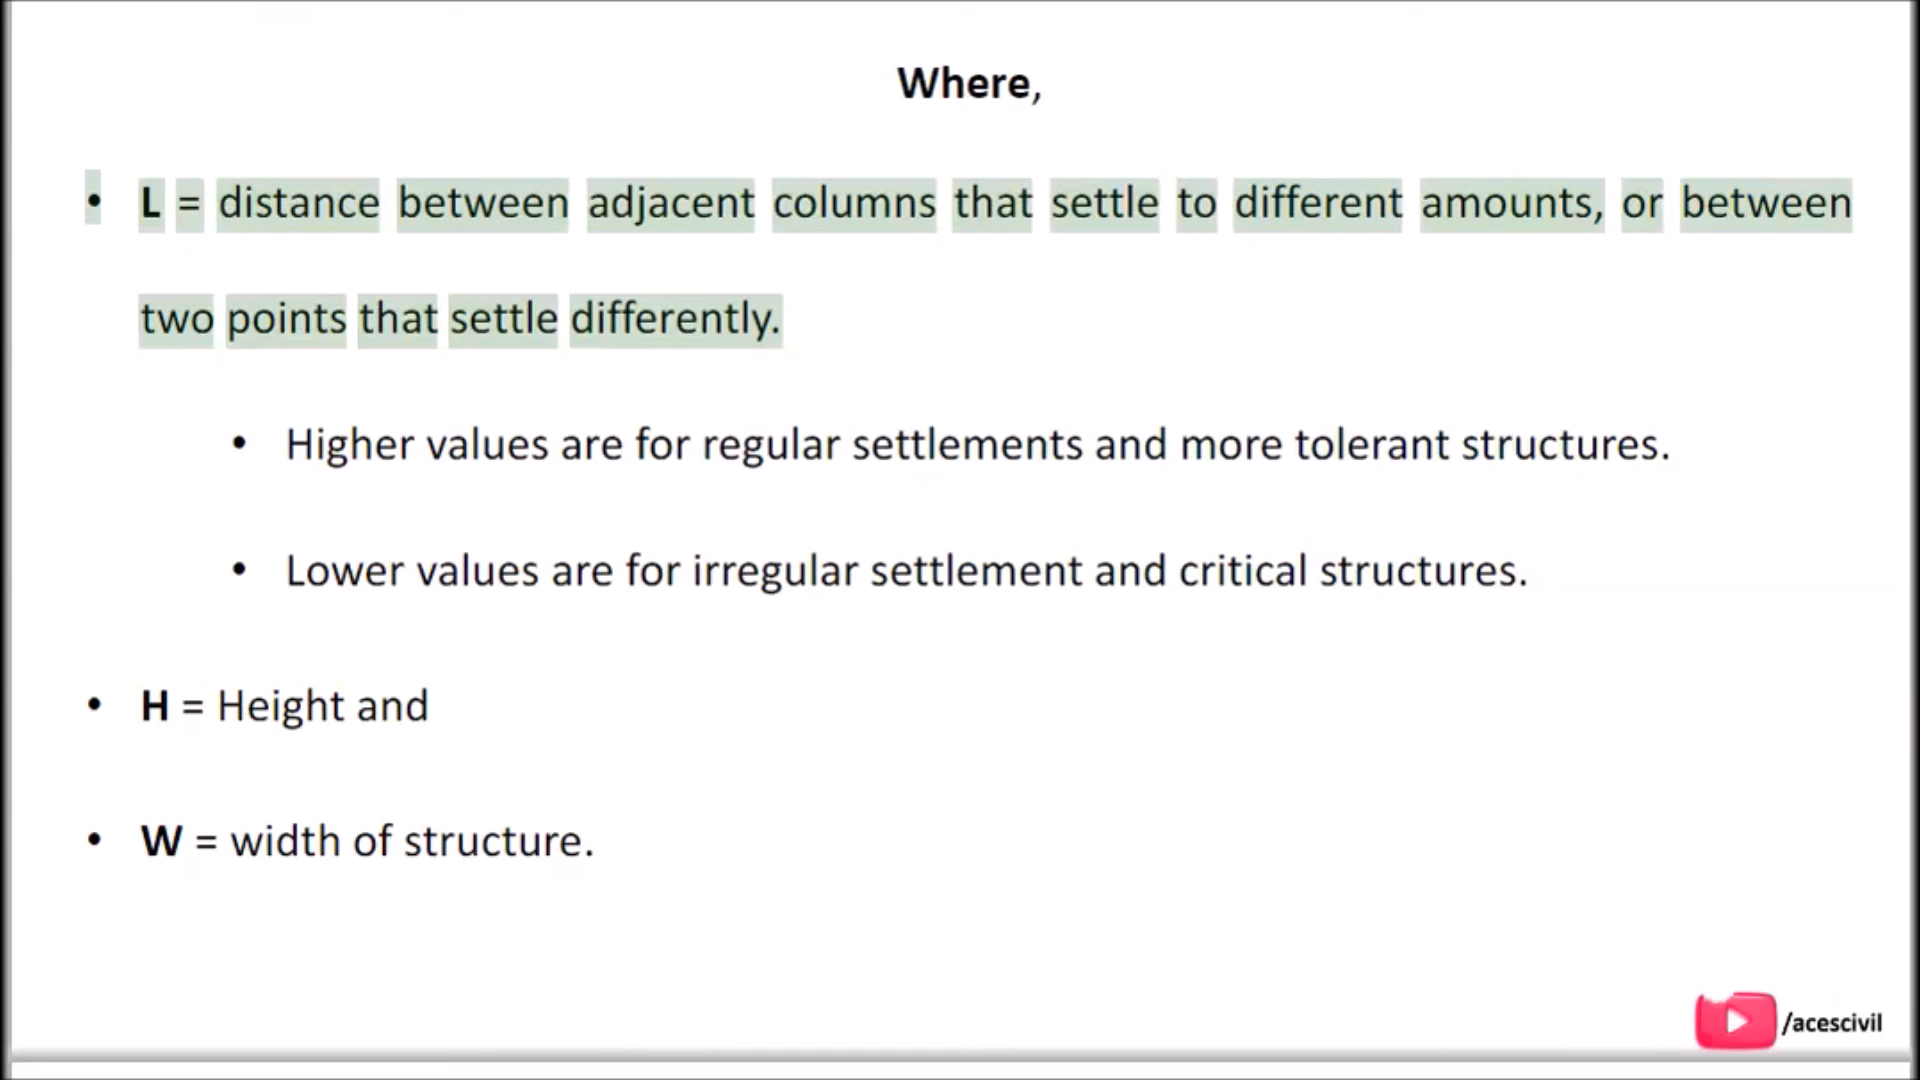 Where,
• L = distance between adjacent columns that settle to different amounts, or between
two points that settle differently.
• Higher values are for regular settlements and more tolerant structures.
• Lower values are for irregular settlement and critical structures.
• H = Height and
• W = width of structure.
/acescivil